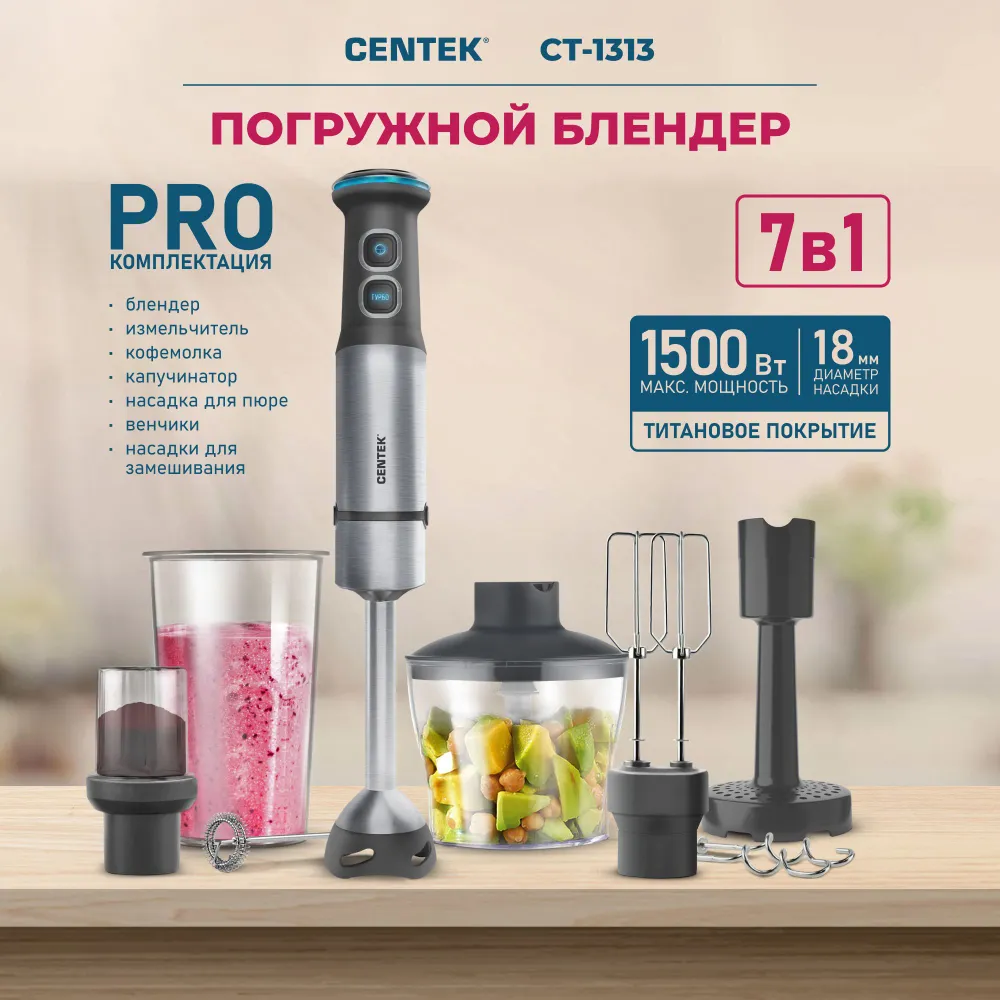 CENTEK® CT-1313
ПОГРУЖНОЙ БЛЕНДЕР
PRO
КОМПЛЕКТАЦИЯ
· блендер
· измельчитель
· кофемолка
· капучинатор
· насадка для пюре
· венчики
· насадки для
замешивания
7в1
1500 Вт
МАКС. МОЩНОСТЬ
18 мм
ДИАМЕТР
НАСАДКИ
ТИТАНОВОЕ ПОКРЫТИЕ
ТУРБО
CENTEK